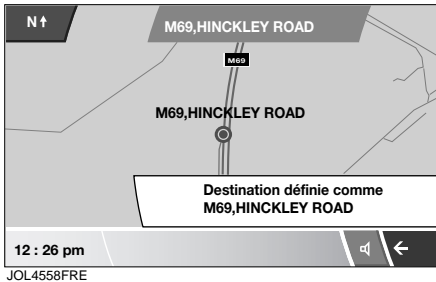 N↑
M69,HINCKLEY ROAD
M69
M69,HINCKLEY ROAD
Destination définie comme
M69,HINCKLEY ROAD
12 : 26 pm
JOL4558FRE